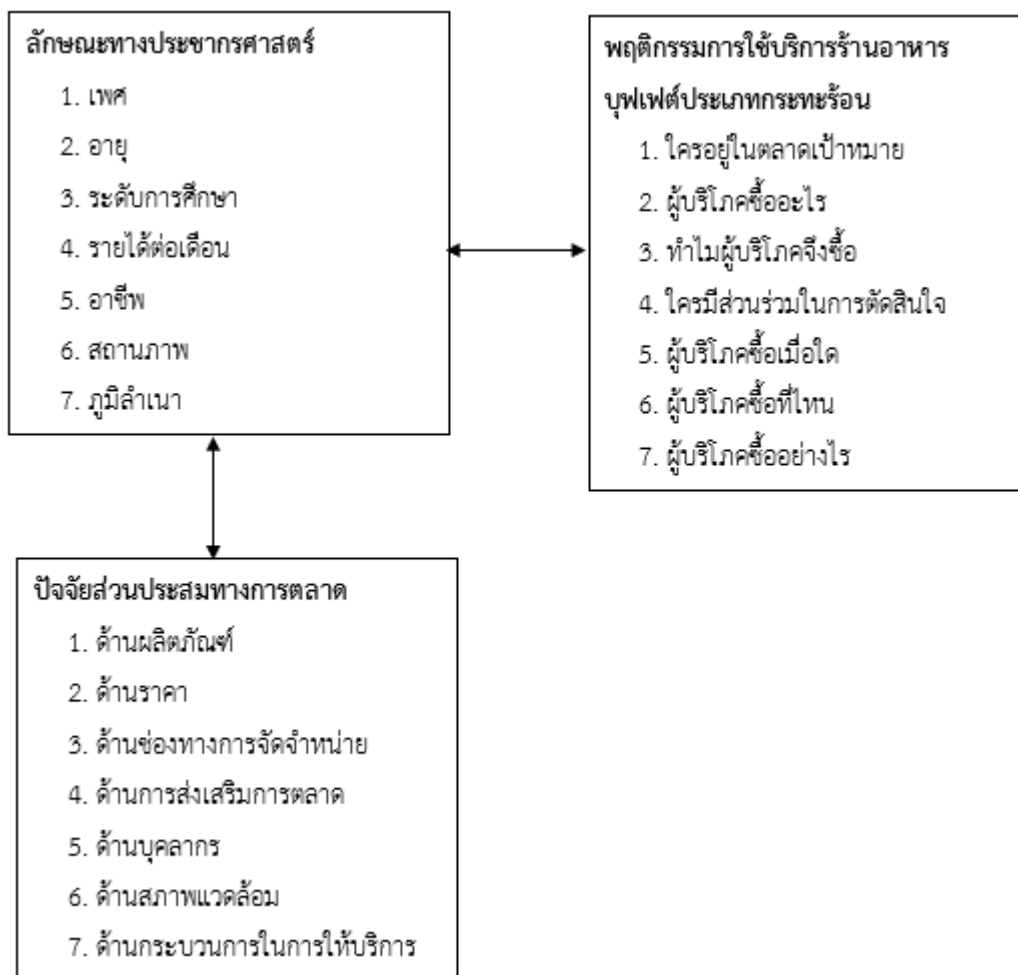 ลักษณะทางประชากรศาสตร์
1. เพศ
2. อายุ
3. ระดับการศึกษา
4. รายได้ต่อเดือน
5. อาชีพ
6. สถานภาพ
7. ภูมิลำเนา
พฤติกรรมการใช้บริการร้านอาหาร
บุฟเฟต์ประเภทกระทะร้อน
1. ใครอยู่ในตลาดเป้าหมาย
2. ผู้บริโภคซื้ออะไร
3. ทำไมผู้บริโภคจึงซื้อ
4. ใครมีส่วนร่วมในการตัดสินใจ
5. ผู้บริโภคซื้อเมื่อใด
6. ผู้บริโภคซื้อที่ไหน
7. ผู้บริโภคซื้ออย่างไร
ปัจจัยส่วนประสมทางการตลาด
1. ด้านผลิตภัณฑ์
2. ด้านราคา
3. ด้านช่องทางการจัดจำหน่าย
4. ด้านการส่งเสริมการตลาด
5. ด้านบุคลากร
6. ด้านสภาพแวดล้อม
7. ด้านกระบวนการในการให้บริการ